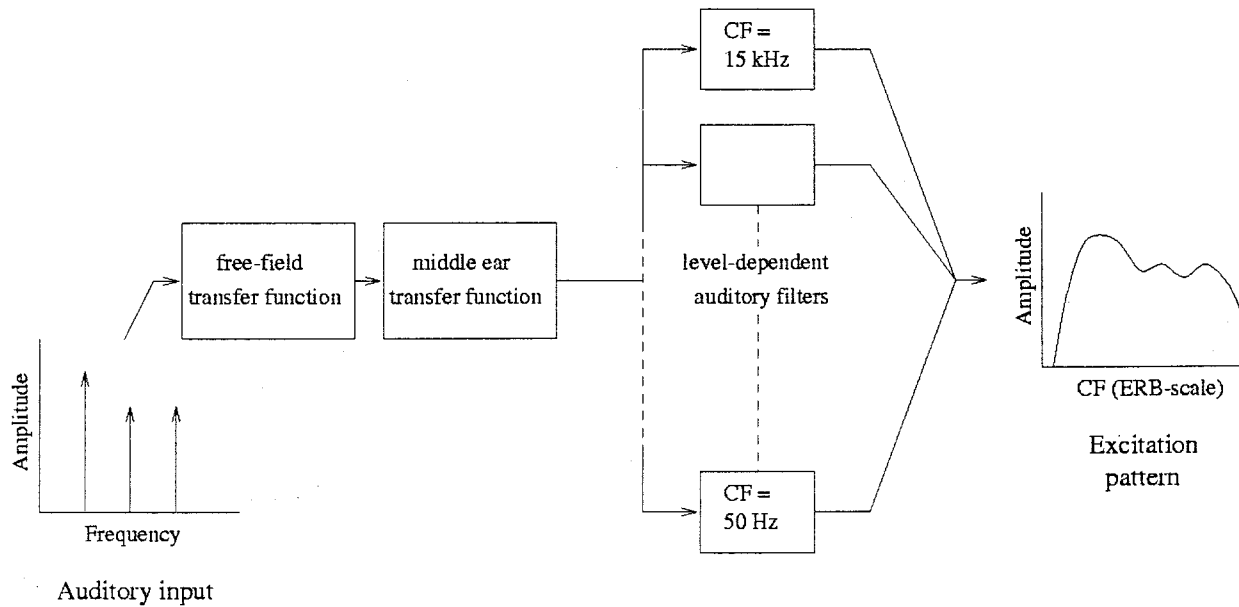 CF =
15 kHz
free-field
transfer function
middle ear
transfer function
level-dependent
auditory filters
CF =
50 Hz
Amplitude
Frequency
Auditory input
Amplitude
CF (ERB-scale)
Excitation
pattern